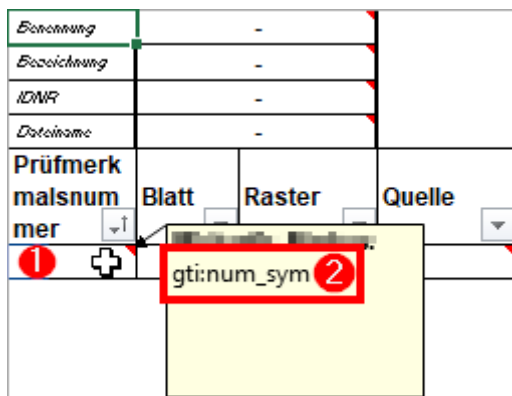 Benennung -
Bezeichnung -
IDNR -
Dateiname -
Prüfmerk
malsnum
mer Blatt Raster Quelle
1
gti:num_sym 2